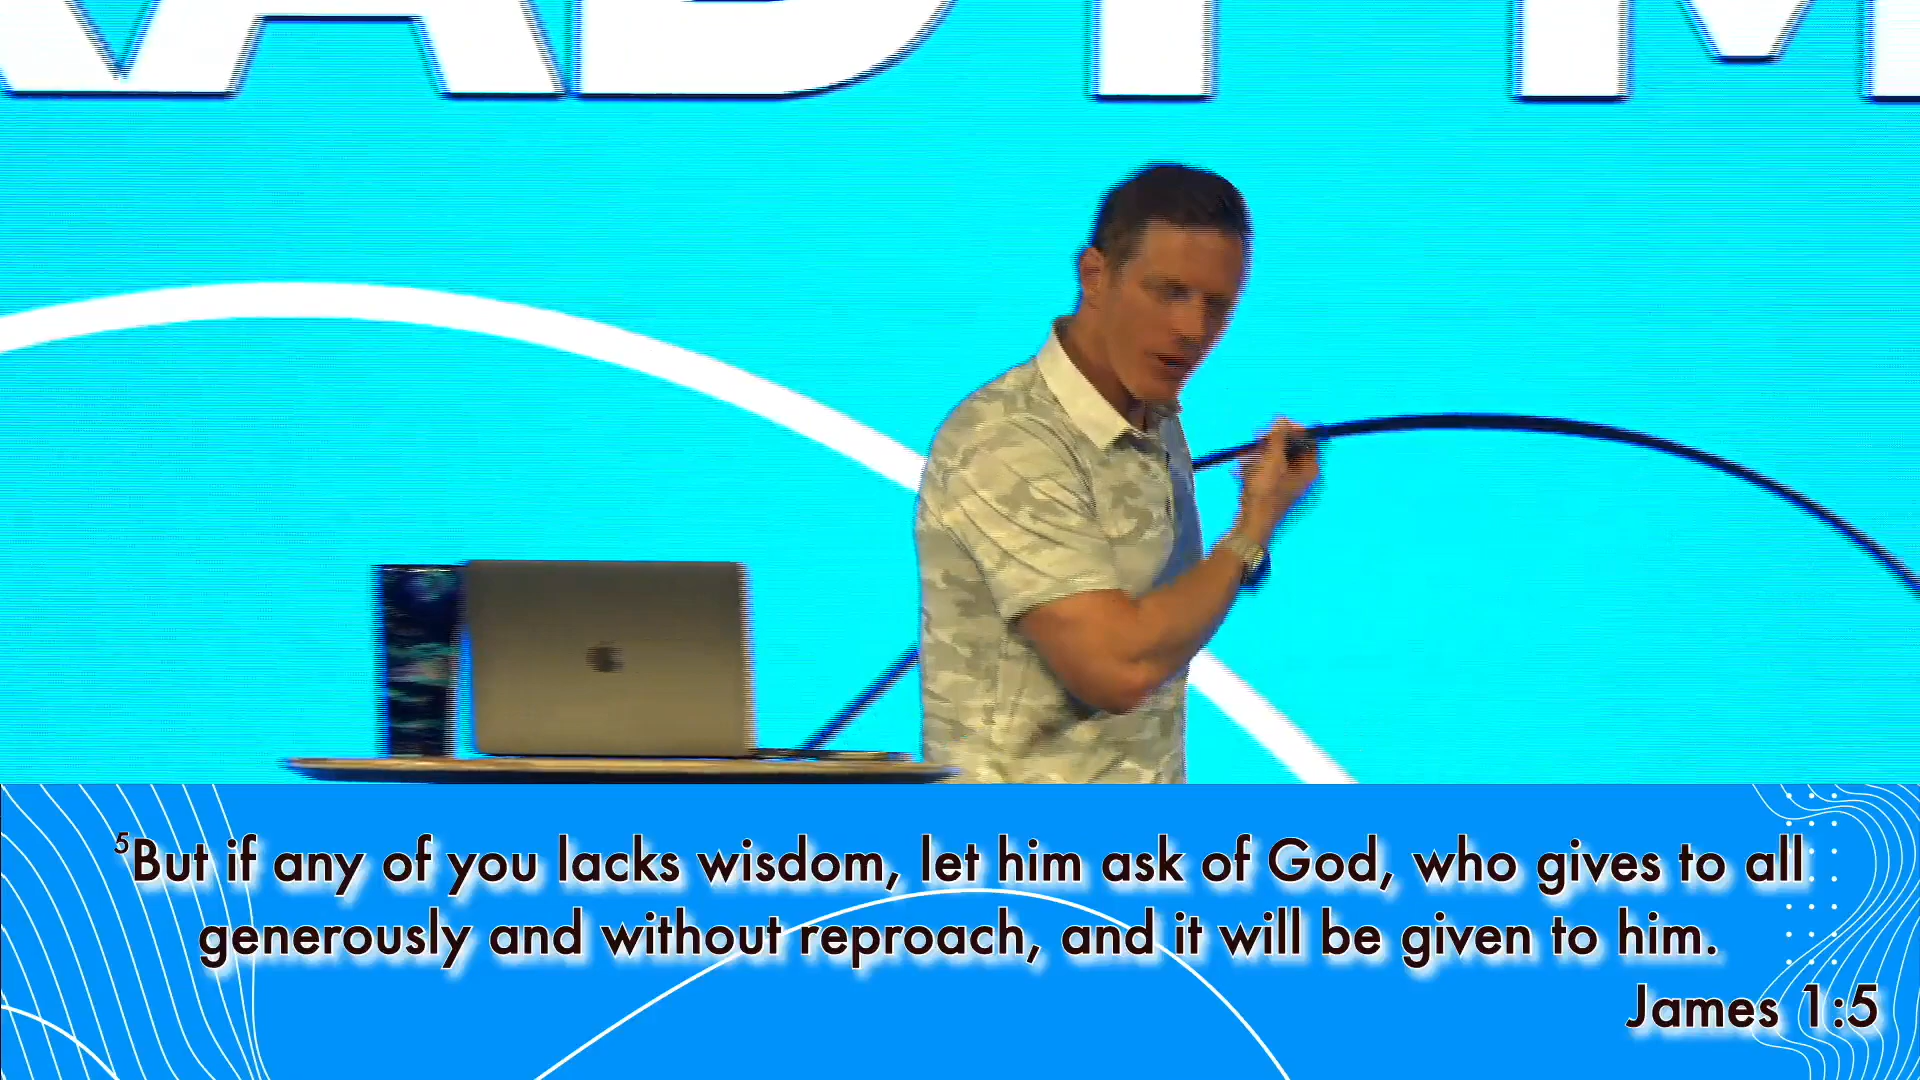 ⁵But if any of you lacks wisdom, let him ask of God, who gives to all
generously and without reproach, and it will be given to him.
James 1:5